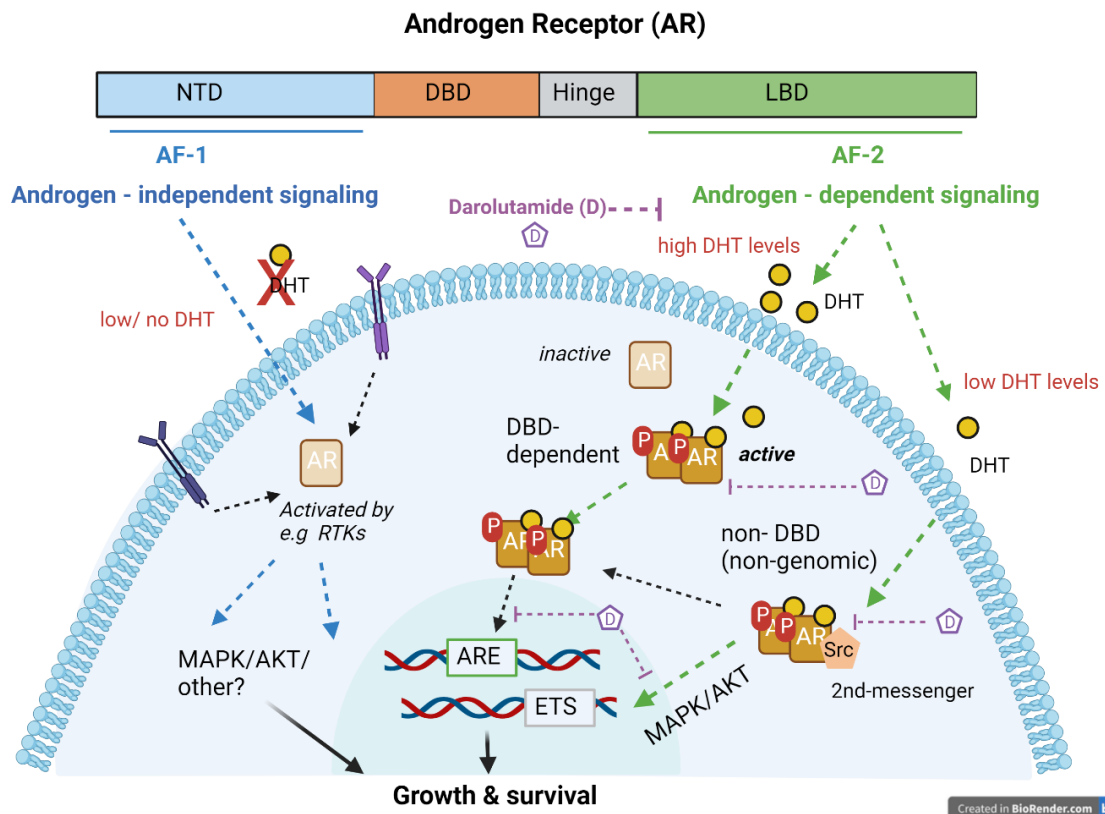 Androgen Receptor (AR)
NTD
DBD
Hinge
LBD
AF-1
AF-2
Androgen - independent signaling
Androgen - dependent signaling
Darolutamide (D)
D
high DHT levels
DHT
DHT
low/ no DHT
inactive
AR
low DHT levels
DHT
DBD-
dependent
P
P
A
AR
active
D
AR
Activated by
e.g RTKs
P
P
AR
AR
non- DBD
(non-genomic)
D
P
P
A
AR
Src
D
2nd-messenger
ARE
ETS
MAPK/AKT
MAPK/AKT/
other?
Growth & survival
Created in BioRender.com